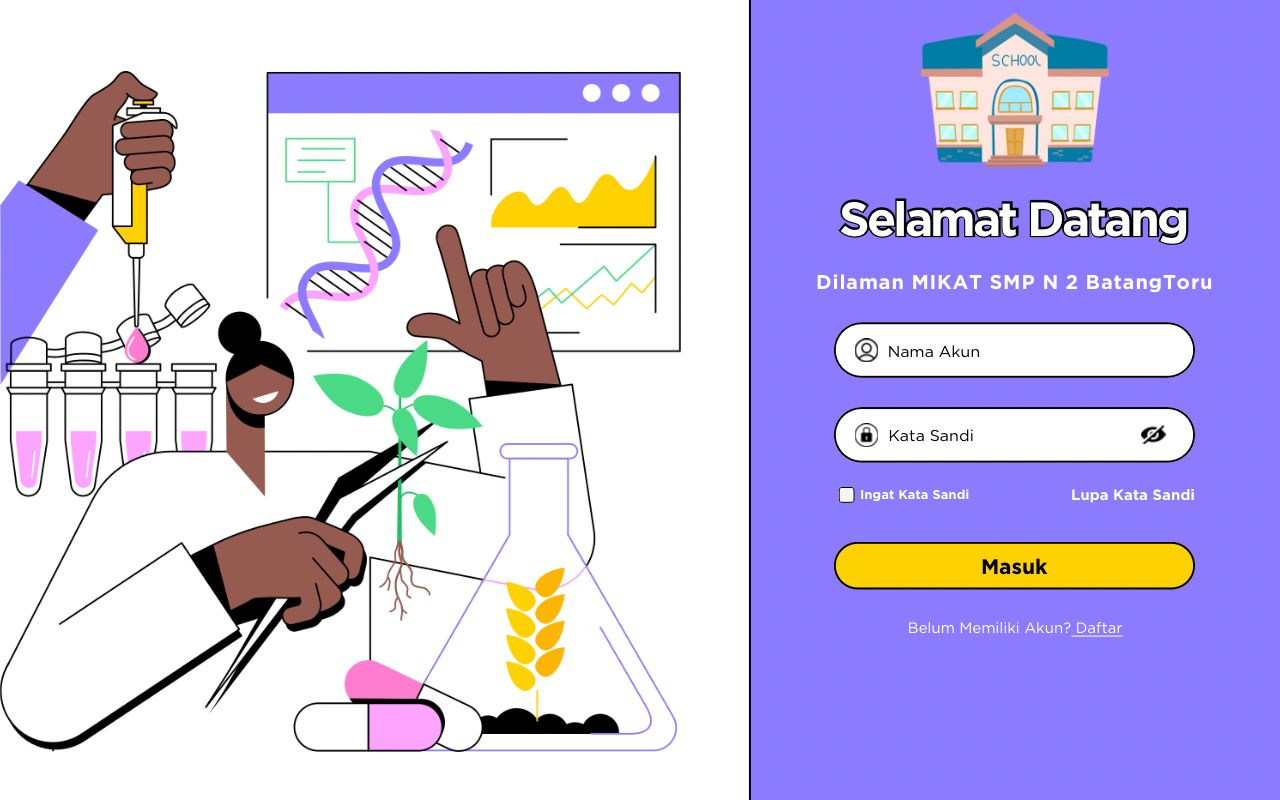 SCHOOL
Selamat Datang
Dilaman MIKAT SMP N 2 BatangToru
Nama Akun
Kata Sandi
Ingat Kata Sandi
Lupa Kata Sandi
Masuk
Belum Memiliki Akun? Daftar